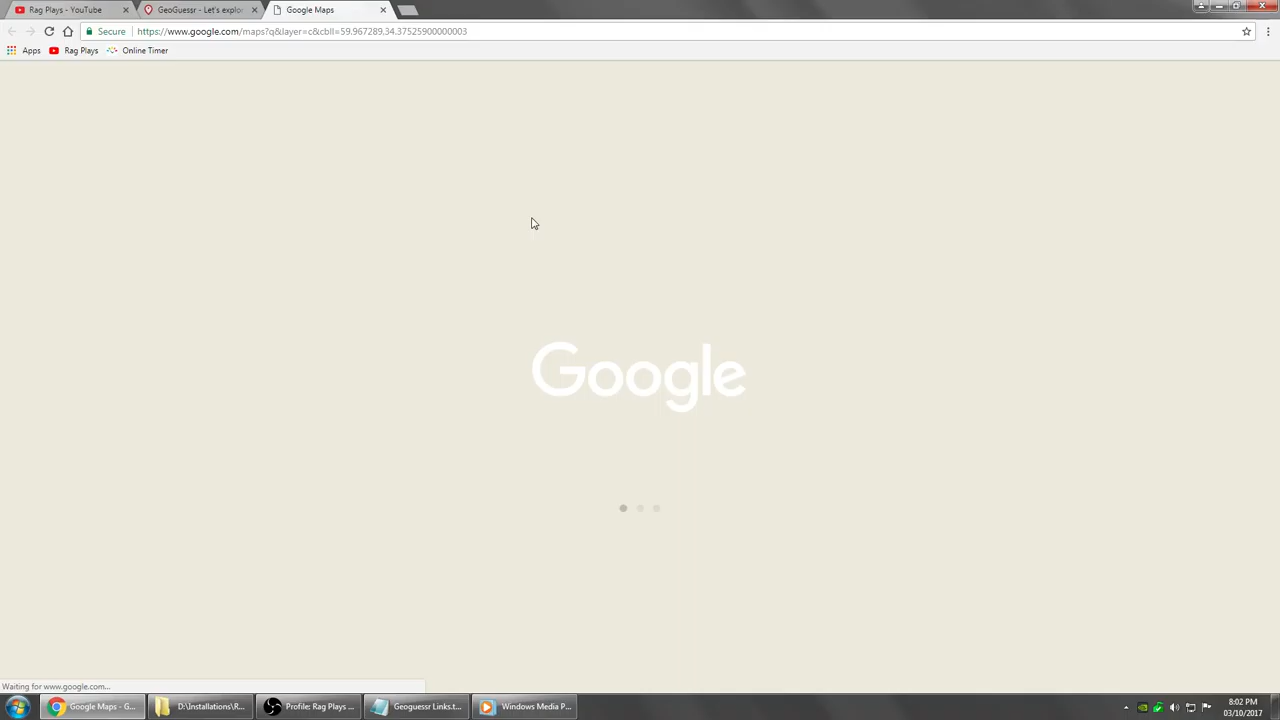 Rag Plays - YouTube
GeoGuessr - Let's explo
Google Maps
Secure
https://www.google.com/maps?q&layer=c&cbll=59.967289,34.37525900000003
Apps
Rag Plays
Online Timer
Google
Waiting for www.google.com...
Google Maps - G...
D:\Installations\R...
Profile: Rag Plays ...
Geoguessr Links.t...
Windows Media P...
8:02 PM
03/10/2017